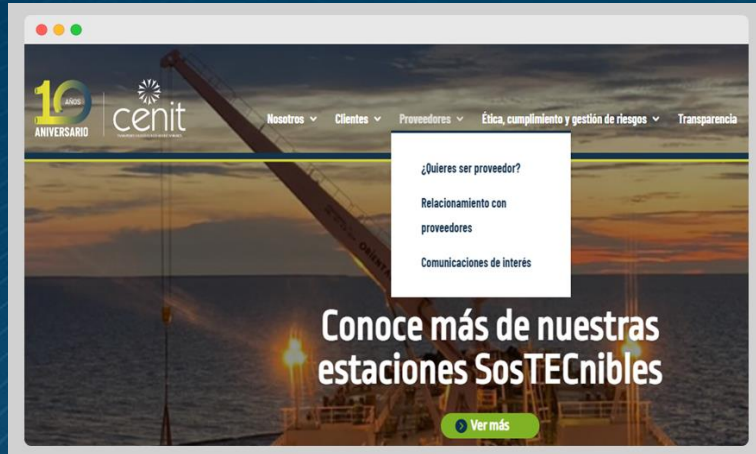 10 AÑOS
ANIVERSARIO
cenit
Nosotros
Clientes
Proveedores
Ética, cumplimiento y gestión de riesgos
Transparencia
¿Quieres ser proveedor?
Relacionamiento con
proveedores
Comunicaciones de interés
Conoce más de nuestras
estaciones SosTECnibles
Ver más